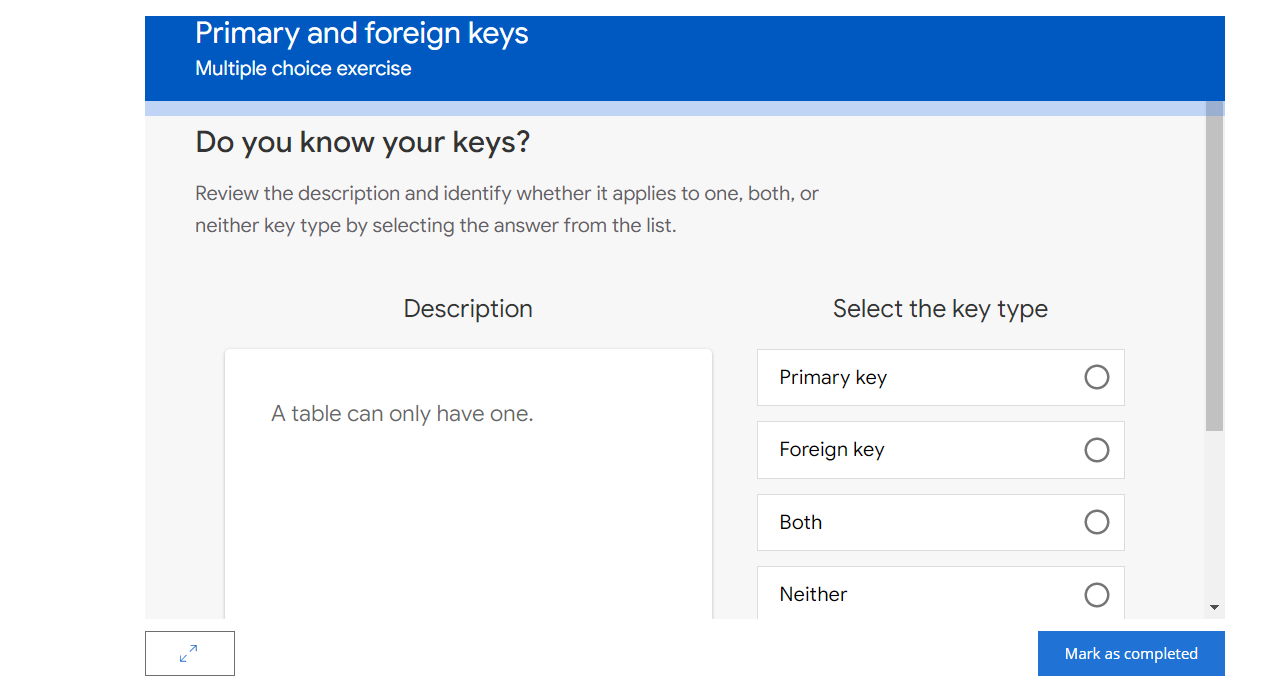 Primary and foreign keys
Multiple choice exercise
Do you know your keys?
Review the description and identify whether it applies to one, both, or
neither key type by selecting the answer from the list.
Description
Select the key type
A table can only have one.
Primary key
Foreign key
Both
Neither
Mark as completed